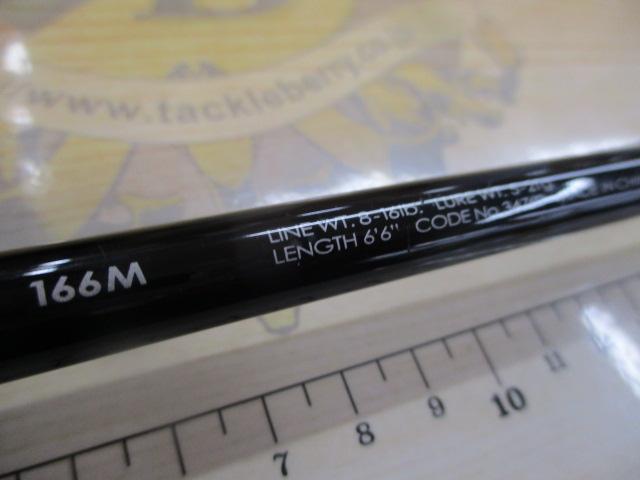 www.tackleberry.co
166M
LINE WT. 8-16lb. LURE WT.
LENGTH 6'6" CODE No.
7 8 9 10 11